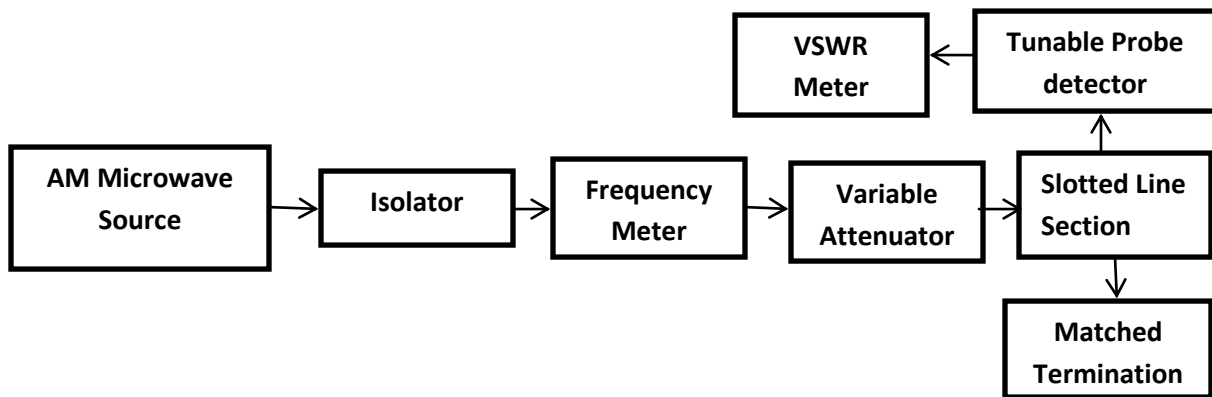 VSWR
Meter
Tunable Probe
detector
AM Microwave
Source
Isolator
Frequency
Meter
Variable
Attenuator
Slotted Line
Section
Matched
Termination